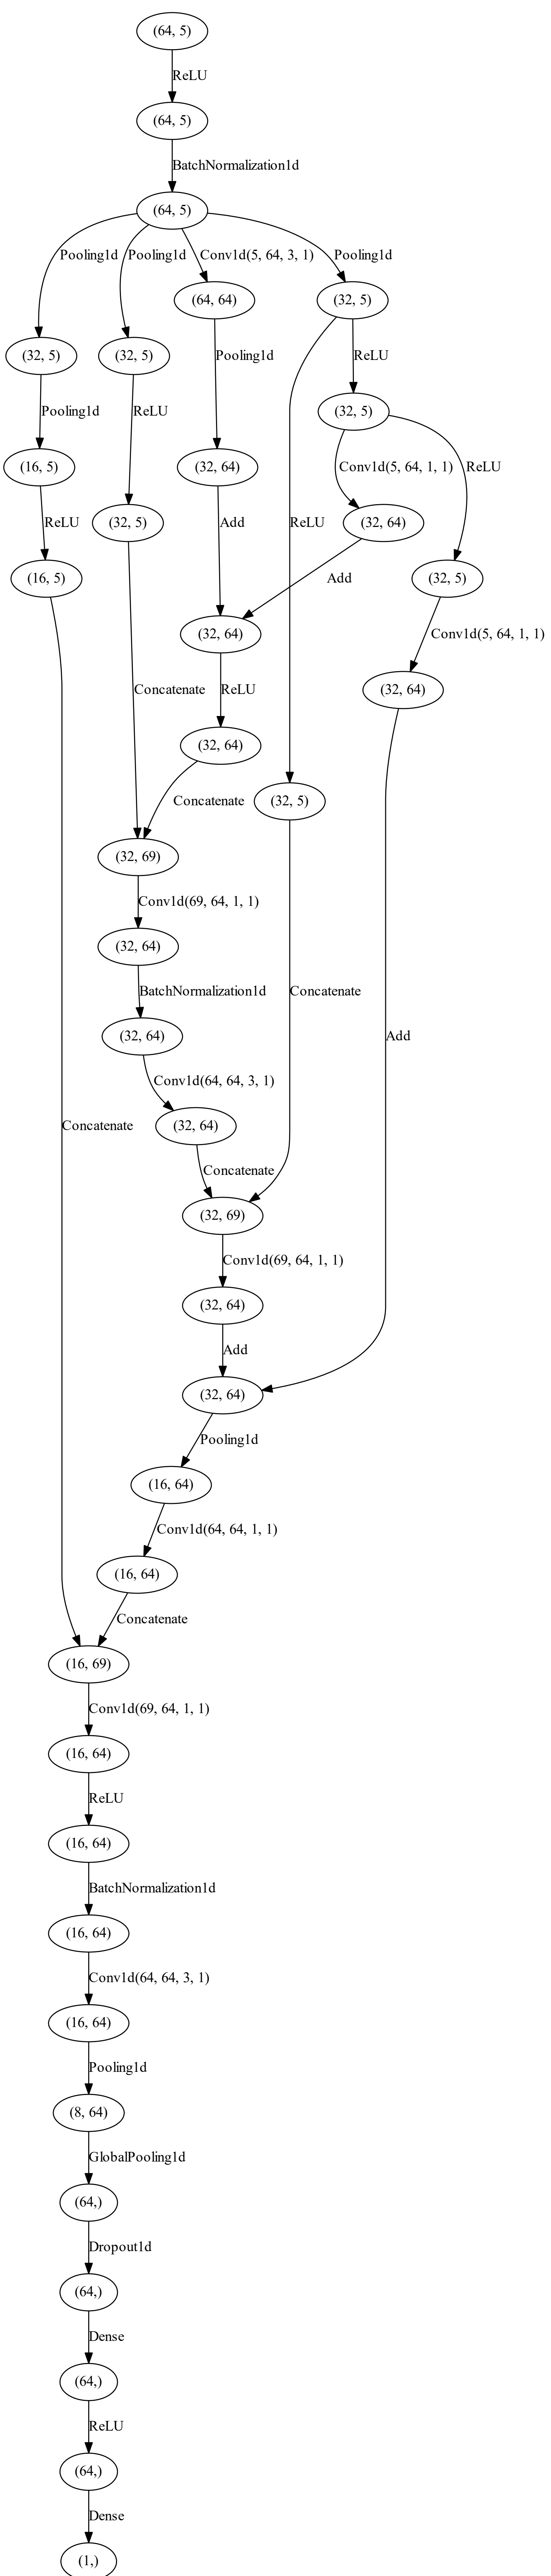 (64, 5)
ReLU
(64, 5)
BatchNormalization1d
(64, 5)
Pooling1d Pooling1d Conv1d(5, 64, 3, 1) Pooling1d
(64, 64) (32, 5)
(32, 5) (32, 5) Pooling1d ReLU
(32, 5)
Pooling1d ReLU
(16, 5) (32, 64) Conv1d(5, 64, 1, 1) ReLU
ReLU (32, 5) Add ReLU (32, 64)
(16, 5) Add (32, 5)
(32, 64) Conv1d(5, 64, 1, 1)
Concatenate ReLU (32, 64)
(32, 64)
Concatenate (32, 5)
(32, 69)
Conv1d(69, 64, 1, 1)
(32, 64)
BatchNormalization1d Concatenate
(32, 64) Add
Conv1d(64, 64, 3, 1)
Concatenate (32, 64)
Concatenate
(32, 69)
Conv1d(69, 64, 1, 1)
(32, 64)
Add
(32, 64)
Pooling1d
(16, 64)
Conv1d(64, 64, 1, 1)
(16, 64)
Concatenate
(16, 69)
Conv1d(69, 64, 1, 1)
(16, 64)
ReLU
(16, 64)
BatchNormalization1d
(16, 64)
Conv1d(64, 64, 3, 1)
(16, 64)
Pooling1d
(8, 64)
GlobalPooling1d
(64,)
Dropout1d
(64,)
Dense
(64,)
ReLU
(64,)
Dense
(1,)